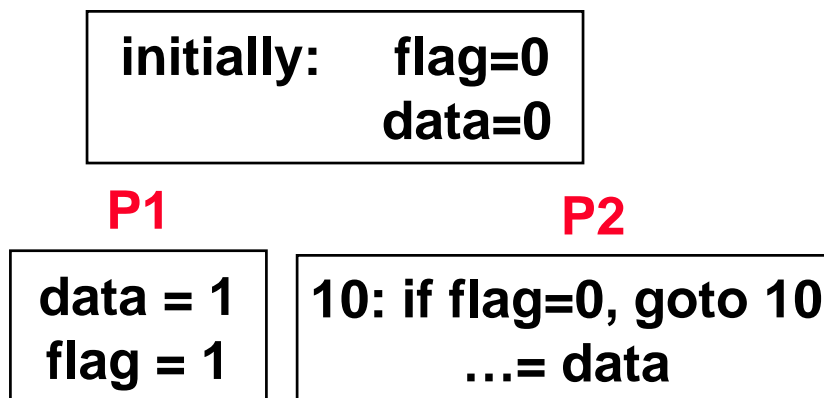 initially: flag=0
data=0
P1
P2
data = 1
flag = 1
10: if flag=0, goto 10
…= data